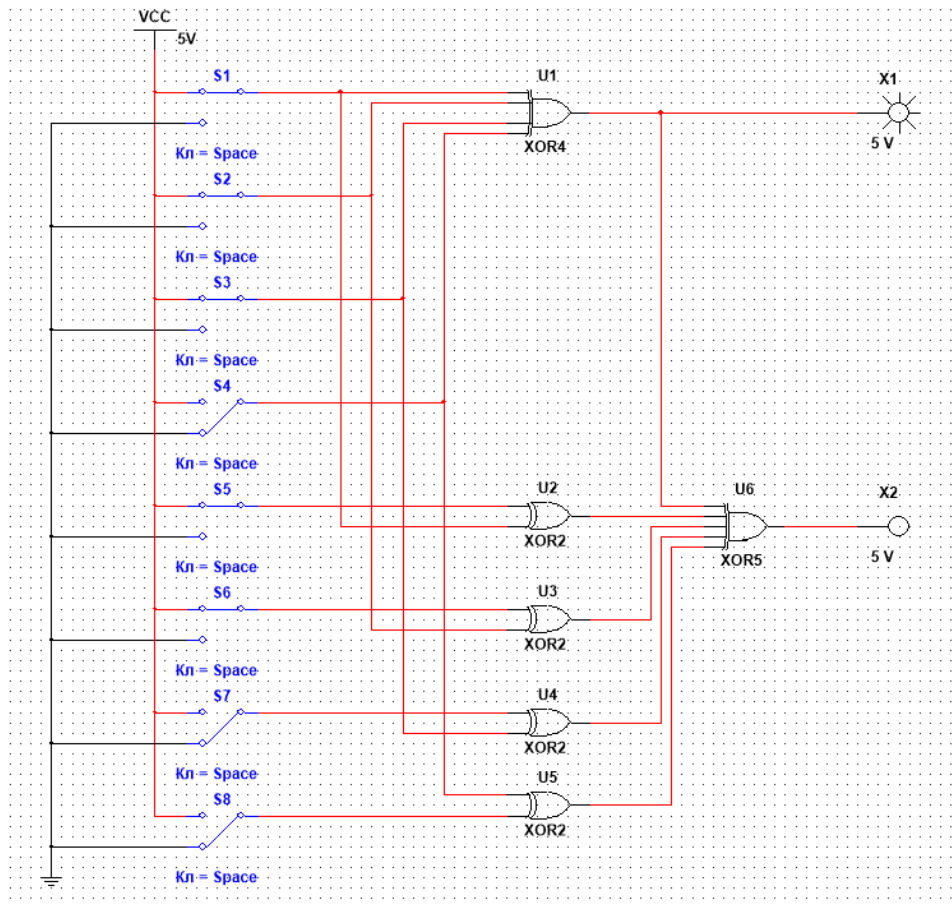 VCC
5V
S1
Кл = Space
S2
Кл = Space
S3
Кл = Space
S4
Кл = Space
S5
Кл = Space
S6
Кл = Space
S7
Кл = Space
S8
Кл = Space
U1
XOR4
U2
XOR2
U3
XOR2
U4
XOR2
U5
XOR2
U6
XOR5
X1
5 V
X2
5 V